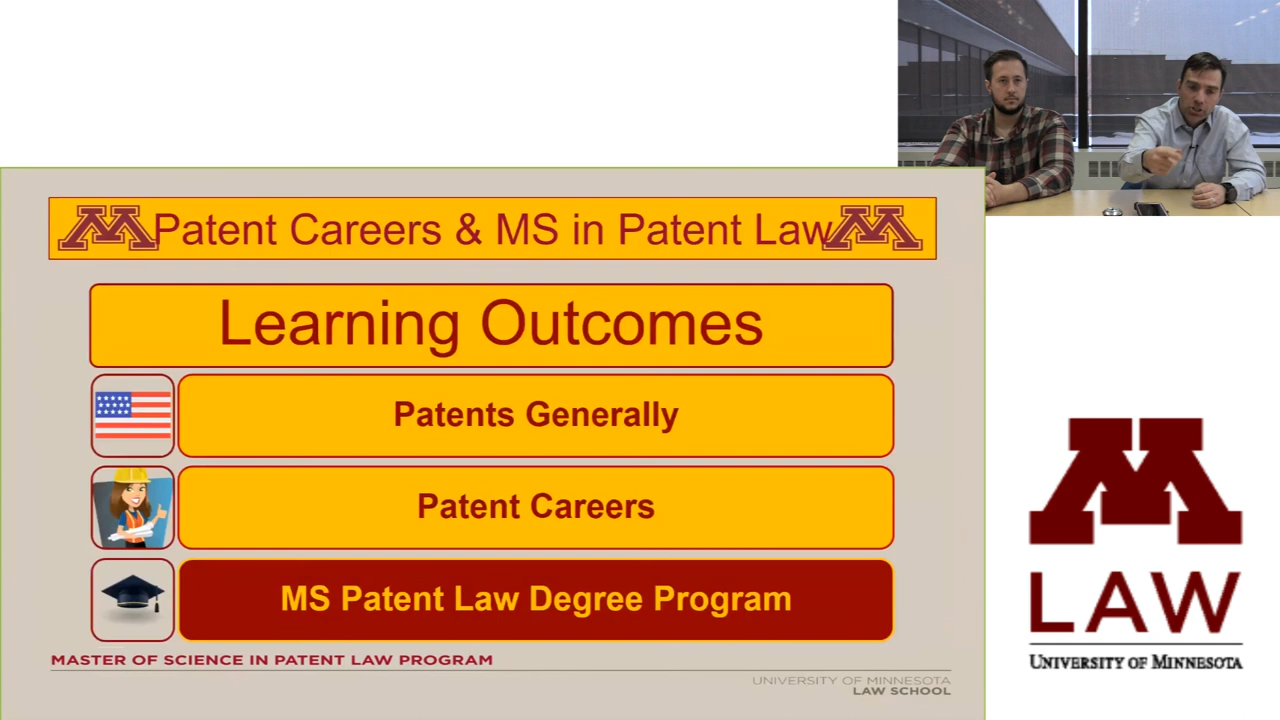 Patent Careers & MS in Patent Law
Learning Outcomes
Patents Generally
Patent Careers
MS Patent Law Degree Program
MASTER OF SCIENCE IN PATENT LAW PROGRAM
UNIVERSITY OF MINNESOTA
LAW SCHOOL
M
LAW
UNIVERSITY OF MINNESOTA